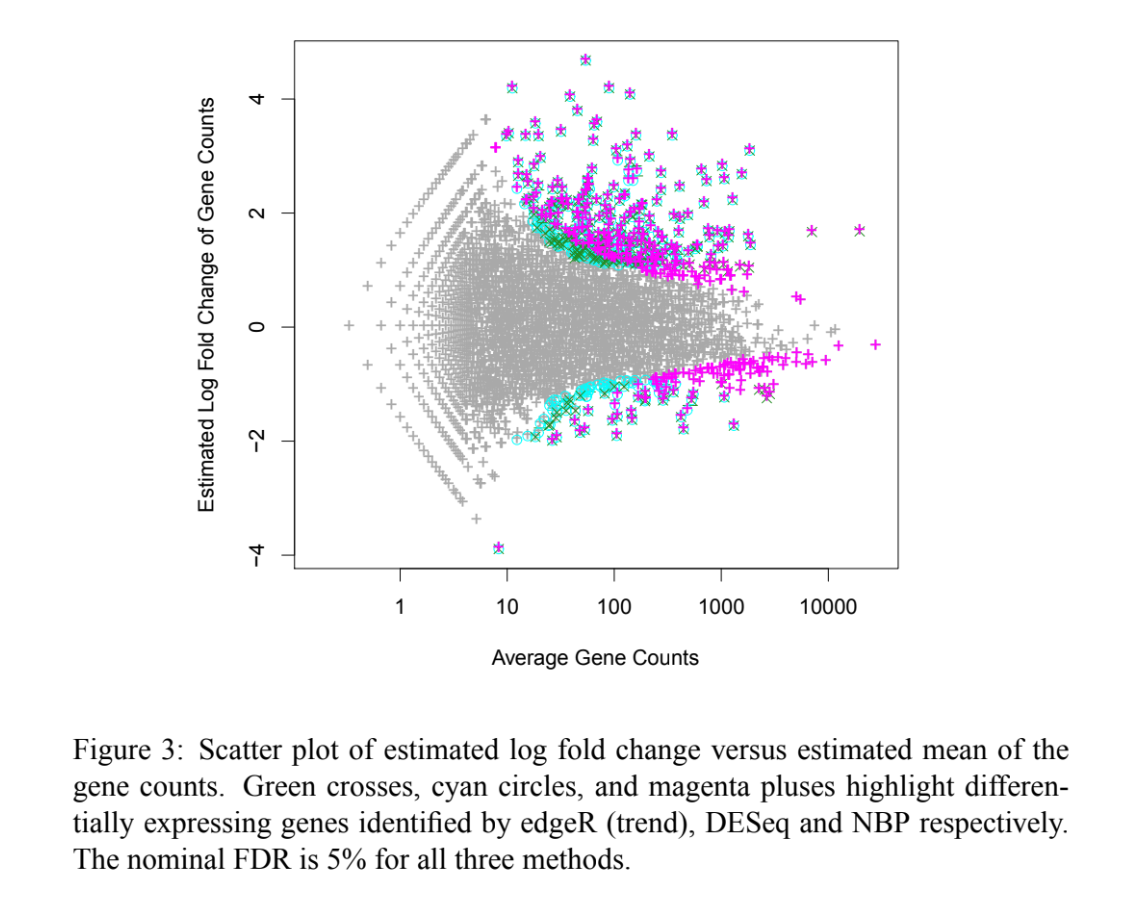 Estimated Log Fold Change of Gene Counts
4
2
0
−2
−4
1 10 100 1000 10000
Average Gene Counts
Figure 3: Scatter plot of estimated log fold change versus estimated mean of the
gene counts. Green crosses, cyan circles, and magenta pluses highlight differen-
tially expressing genes identified by edgeR (trend), DESeq and NBP respectively.
The nominal FDR is 5% for all three methods.